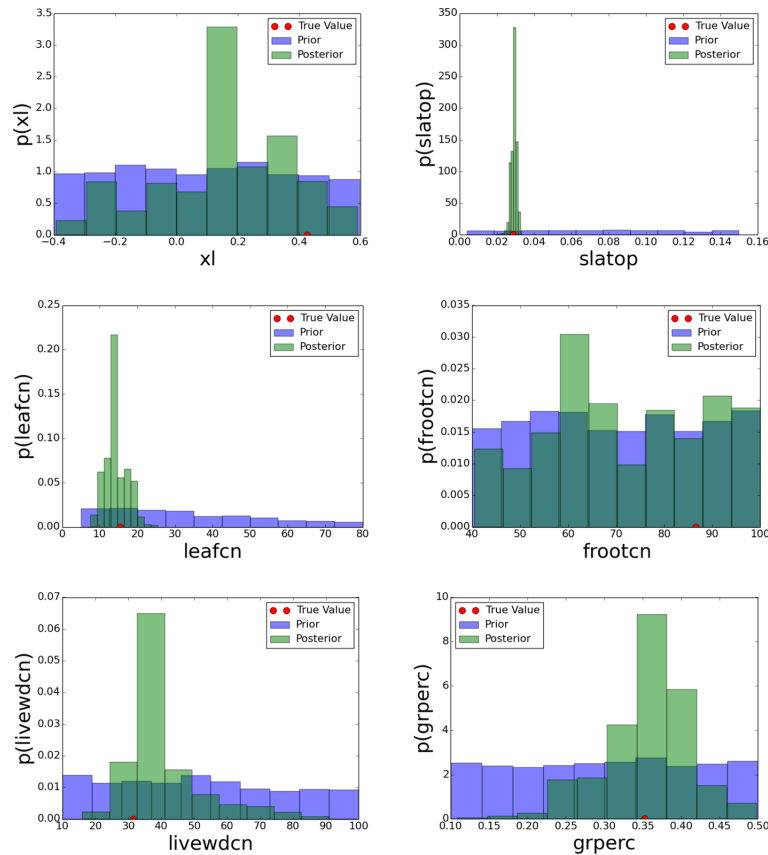 3.5
3.0
2.5
2.0
1.5
1.0
0.5
0.0
p(xl)
True Value
Prior
Posterior
−0.4 −0.2 0.0 0.2 0.4 0.6
xl
350
300
250
200
150
100
50
0
p(slatop)
True Value
Prior
Posterior
0.00 0.02 0.04 0.06 0.08 0.10 0.12 0.14 0.16
slatop
0.25
0.20
0.15
0.10
0.05
0.00
p(leafcn)
True Value
Prior
Posterior
0 10 20 30 40 50 60 70 80
leafcn
0.035
0.030
0.025
0.020
0.015
0.010
0.005
0.000
p(frootcn)
True Value
Prior
Posterior
40 50 60 70 80 90 100
frootcn
0.07
0.06
0.05
0.04
0.03
0.02
0.01
0.00
p(livewdcn)
True Value
Prior
Posterior
10 20 30 40 50 60 70 80 90 100
livewdcn
10
8
6
4
2
0
p(grperc)
True Value
Prior
Posterior
0.10 0.15 0.20 0.25 0.30 0.35 0.40 0.45 0.50
grperc